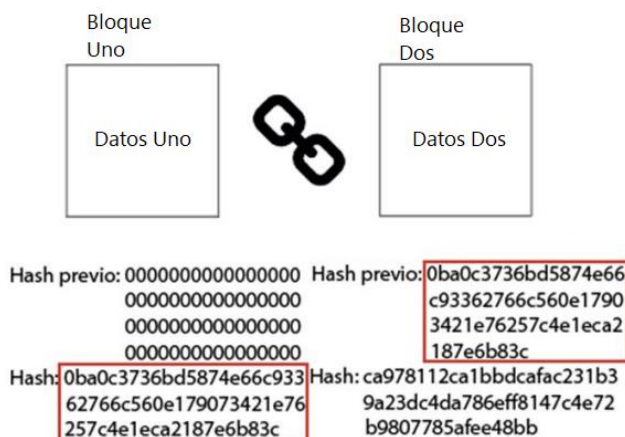 Bloque
Uno
Bloque
Dos
Datos Uno
Datos Dos
Hash previo: 0000000000000000
0000000000000000
0000000000000000
0000000000000000
Hash: 0ba0c3736bd5874e66c933
62766c560e179073421e76
257c4e1eca2187e6b83c
Hash previo: 0ba0c3736bd5874e66
c93362766c560e1790
3421e76257c4e1eca2
187e6b83c
Hash: ca978112ca1bbdcafac231b3
9a23dc4da786eff8147c4e72
b9807785afee48bb